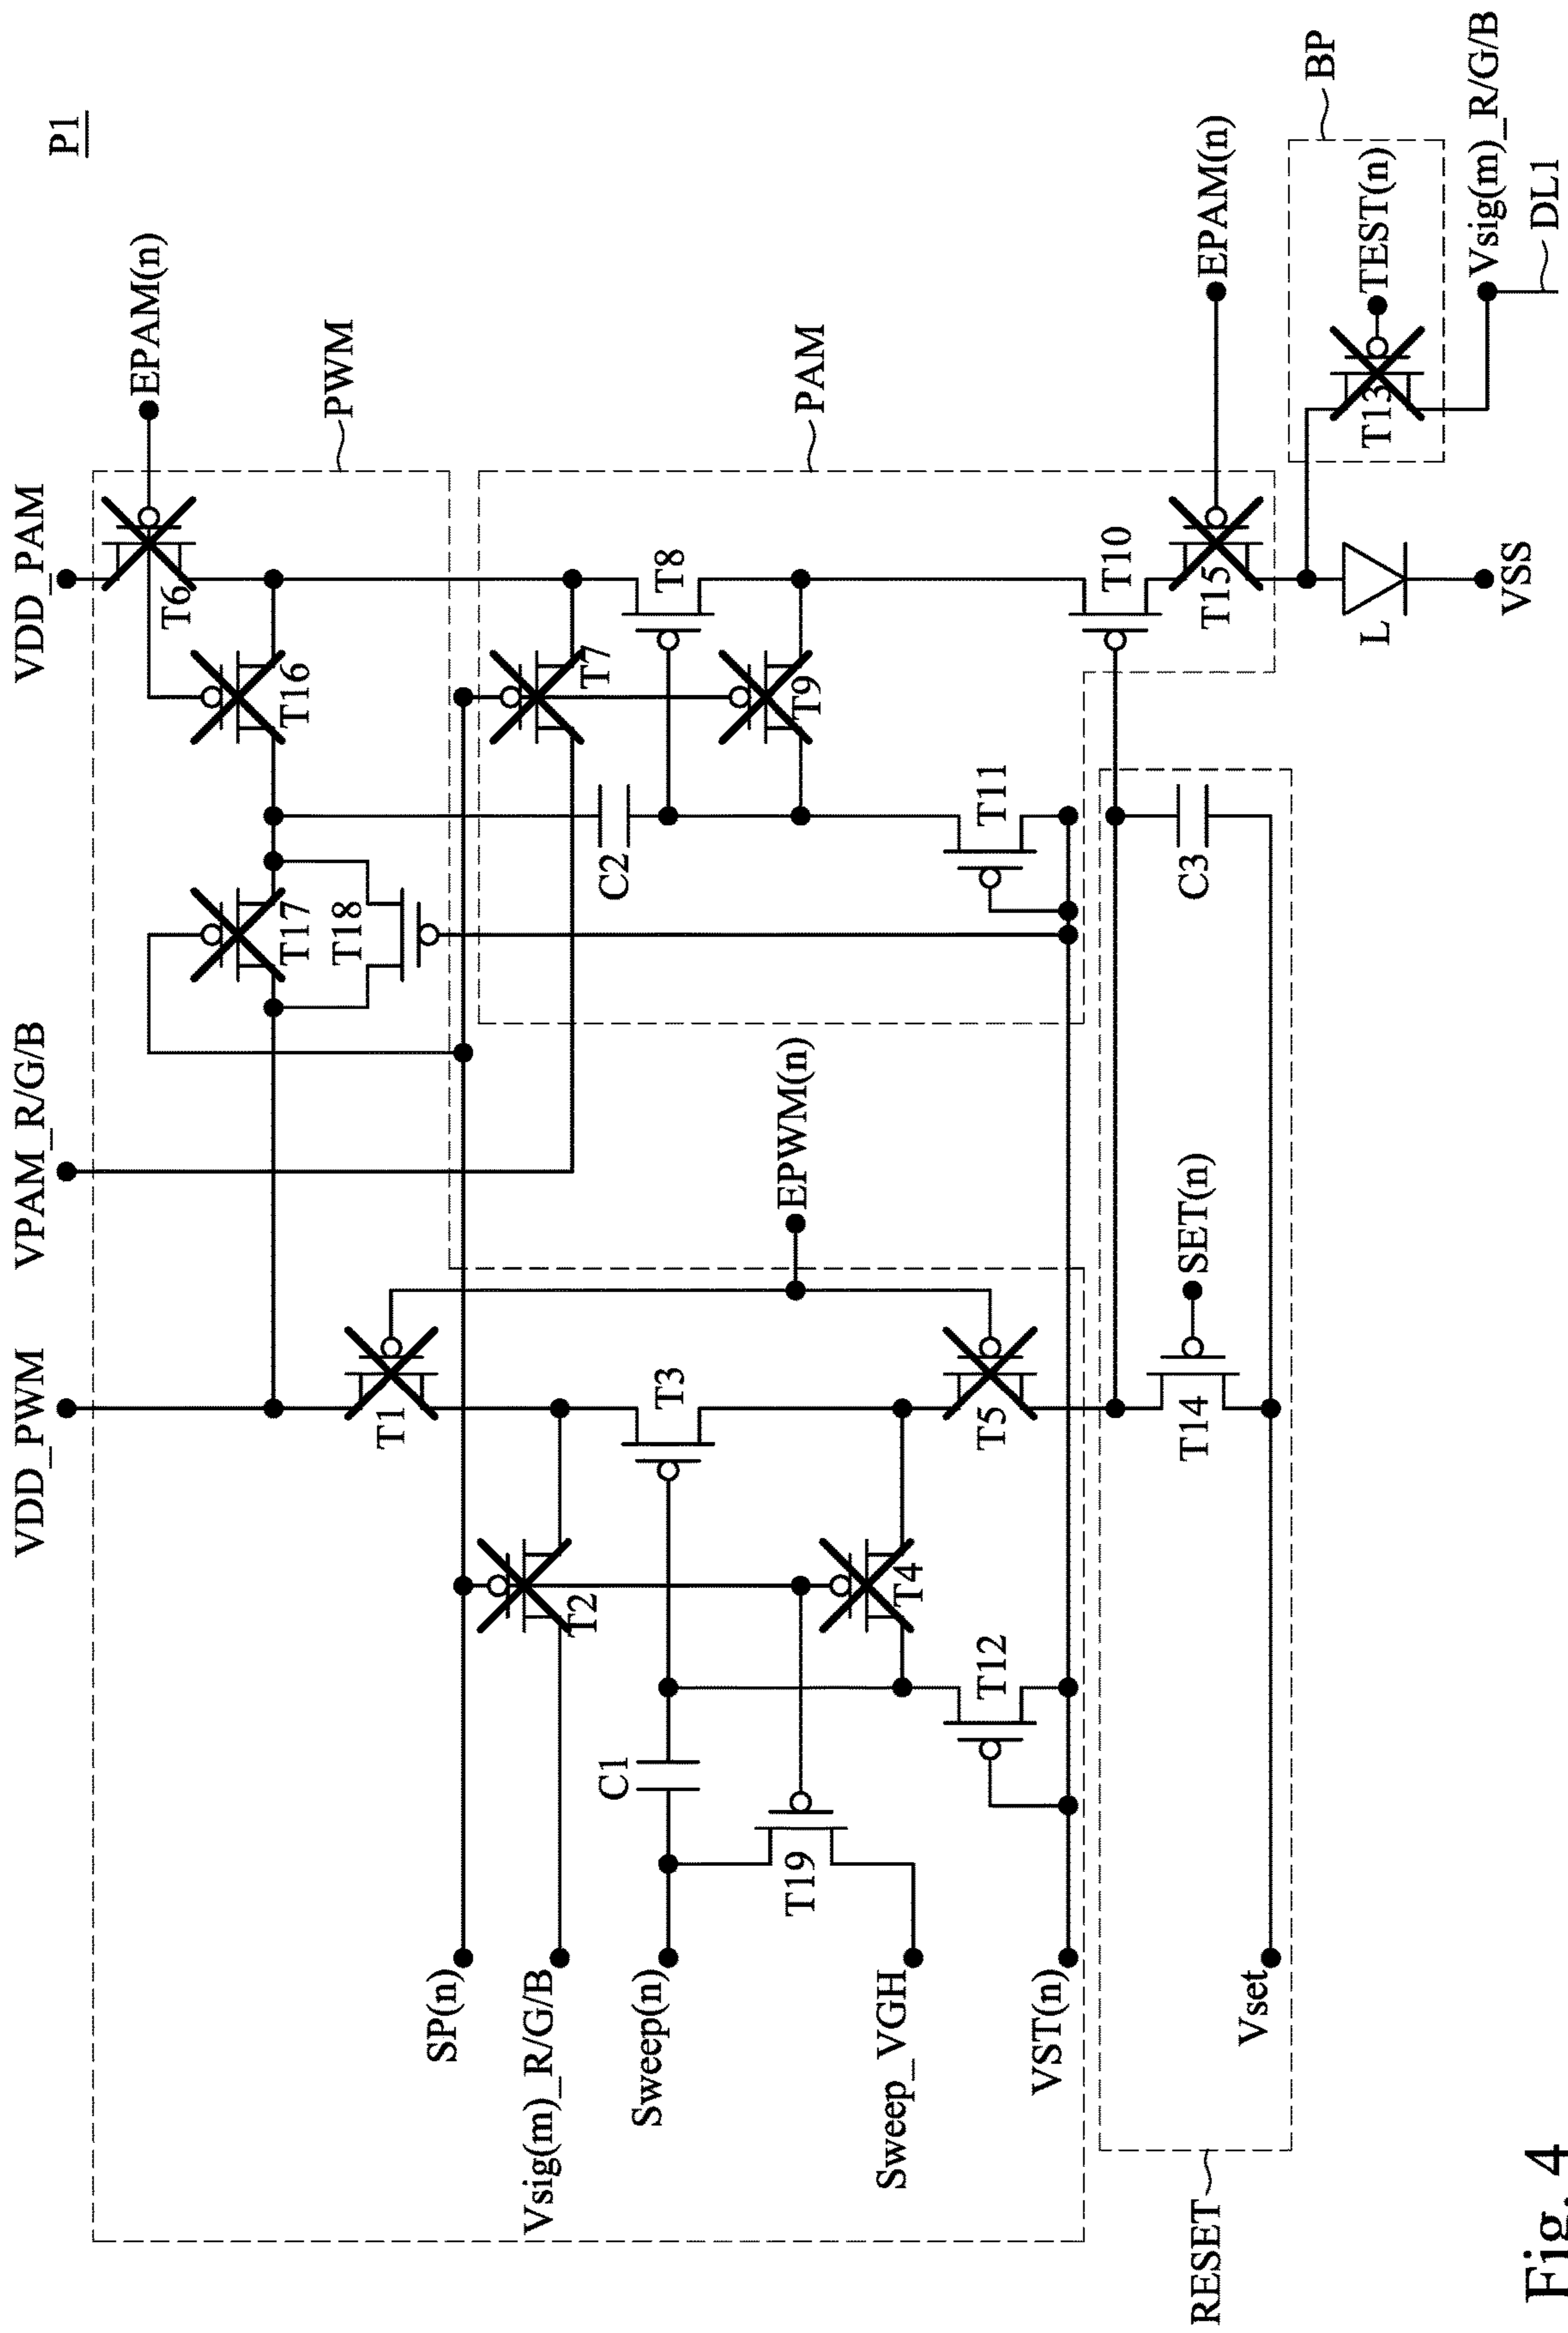 P1
VDD_PWM
VPAM_R/G/B
VDD_PAM
EPAM(n)
T6
T16
T17
T18
PWM
T1
SP(n)
T2
T7
Vsig(m)_R/G/B
C1
T3
C2
T8
Sweep(n)
EPWM(n)
PAM
T19
T4
T9
Sweep_VGH
T12
T5
T11
T10
VST(n)
SET(n)
T14
C3
T15
EPAM(n)
Vset
RESET
BP
L
T13
TEST(n)
VSS
Vsig(m)_R/G/B
DL1
Fig. 4